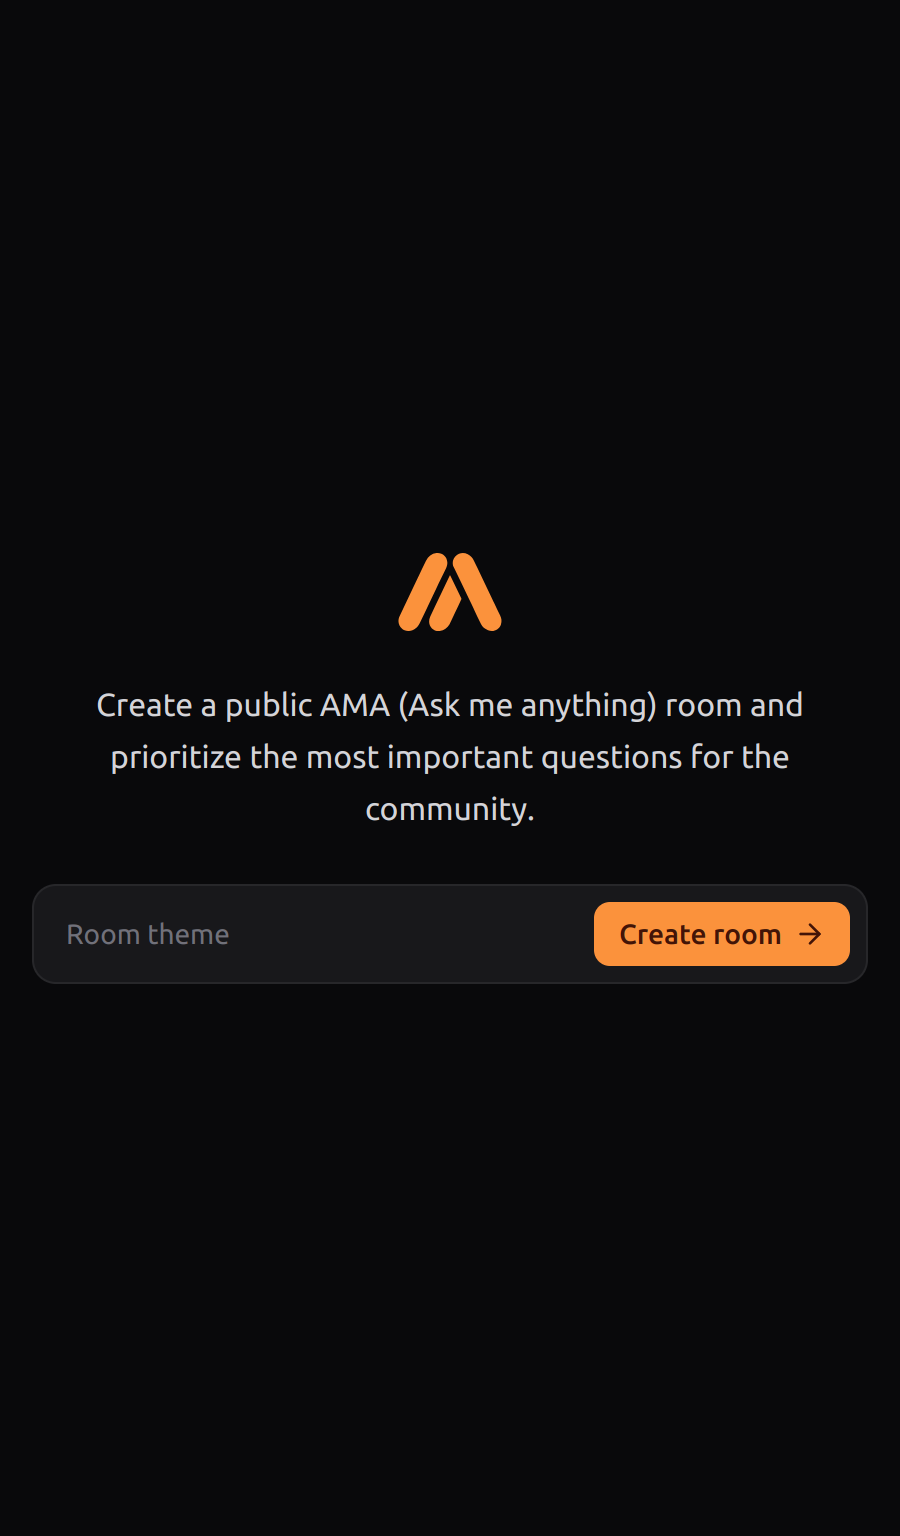 Create a public AMA (Ask me anything) room and
prioritize the most important questions for the
community.
Room theme
Create room